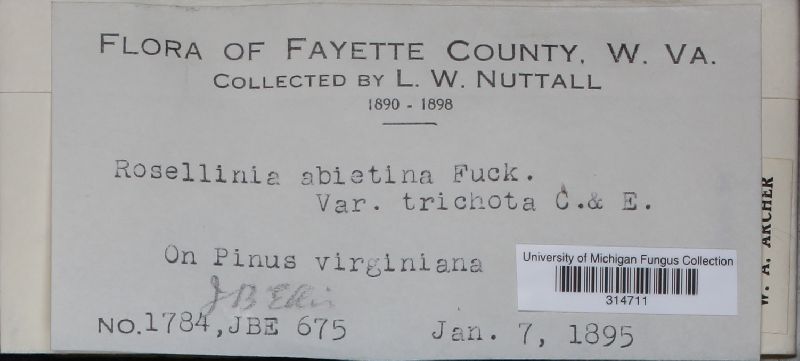 FLORA OF FAYETTE COUNTY, W. VA.
COLLECTED BY L. W. NUTTALL
1890 - 1898
Rosellinia abietina Fuck.
Var. trichota C.& E.
On Pinus virginiana
J B Ellis
NO. 1784, JBE 675
Jan. 7, 1895
University of Michigan Fungus Collection
314711
W. A. ARCHER